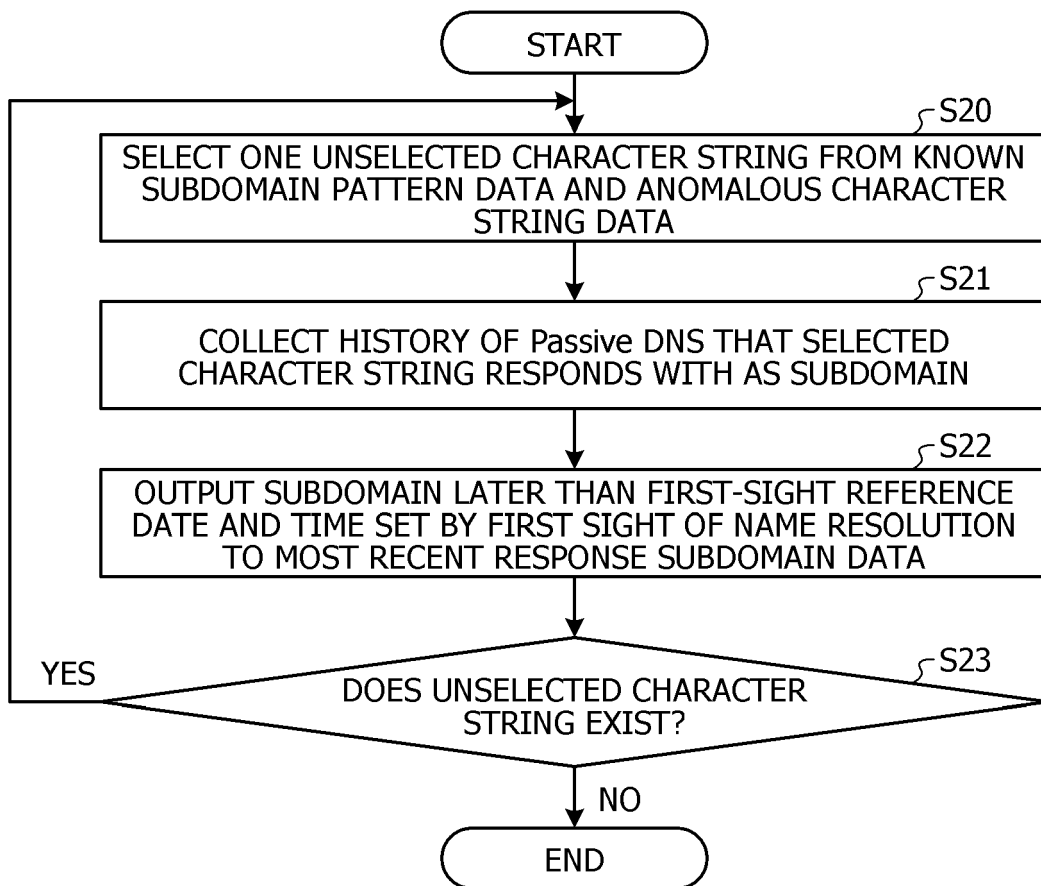 START
S20
SELECT ONE UNSELECTED CHARACTER STRING FROM KNOWN
SUBDOMAIN PATTERN DATA AND ANOMALOUS CHARACTER
STRING DATA
S21
COLLECT HISTORY OF Passive DNS THAT SELECTED
CHARACTER STRING RESPONDS WITH AS SUBDOMAIN
S22
OUTPUT SUBDOMAIN LATER THAN FIRST-SIGHT REFERENCE
DATE AND TIME SET BY FIRST SIGHT OF NAME RESOLUTION
TO MOST RECENT RESPONSE SUBDOMAIN DATA
S23
YES
DOES UNSELECTED CHARACTER
STRING EXIST?
NO
END